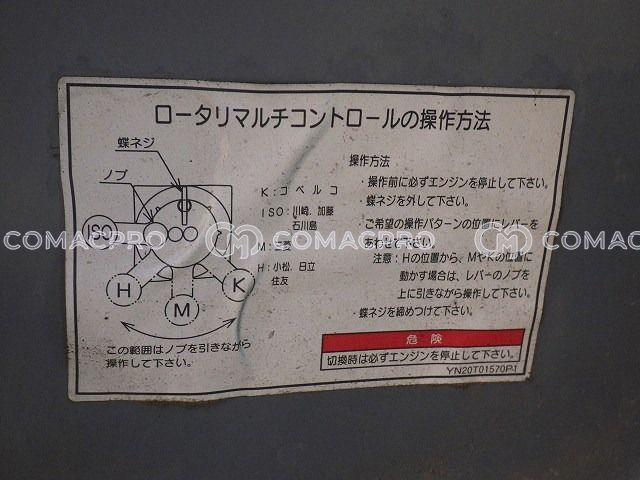 ロータリマルチコントロールの操作方法
蝶ネジ
ノブ
ISO
H
M
K
この範囲はノブを引きながら
操作して下さい。
K：コベルコ
ISO：川崎、加藤
石川島
M：三菱
H：小松、日立
住友
操作方法
・操作前に必ずエンジンを停止して下さい。
・蝶ネジを外して下さい。
ご希望の操作パターンの位置にレバーを
あわせて下さい。
注意：Hの位置から、MやKの位置に
動かす場合は、レバーのノブを
上に引きながら操作して下さい。
・蝶ネジを締めつけて下さい。
危険
切換時は必ずエンジンを停止して下さい。
YN20T01570P1
COMACPRO
COMACPRO
COMACPRO